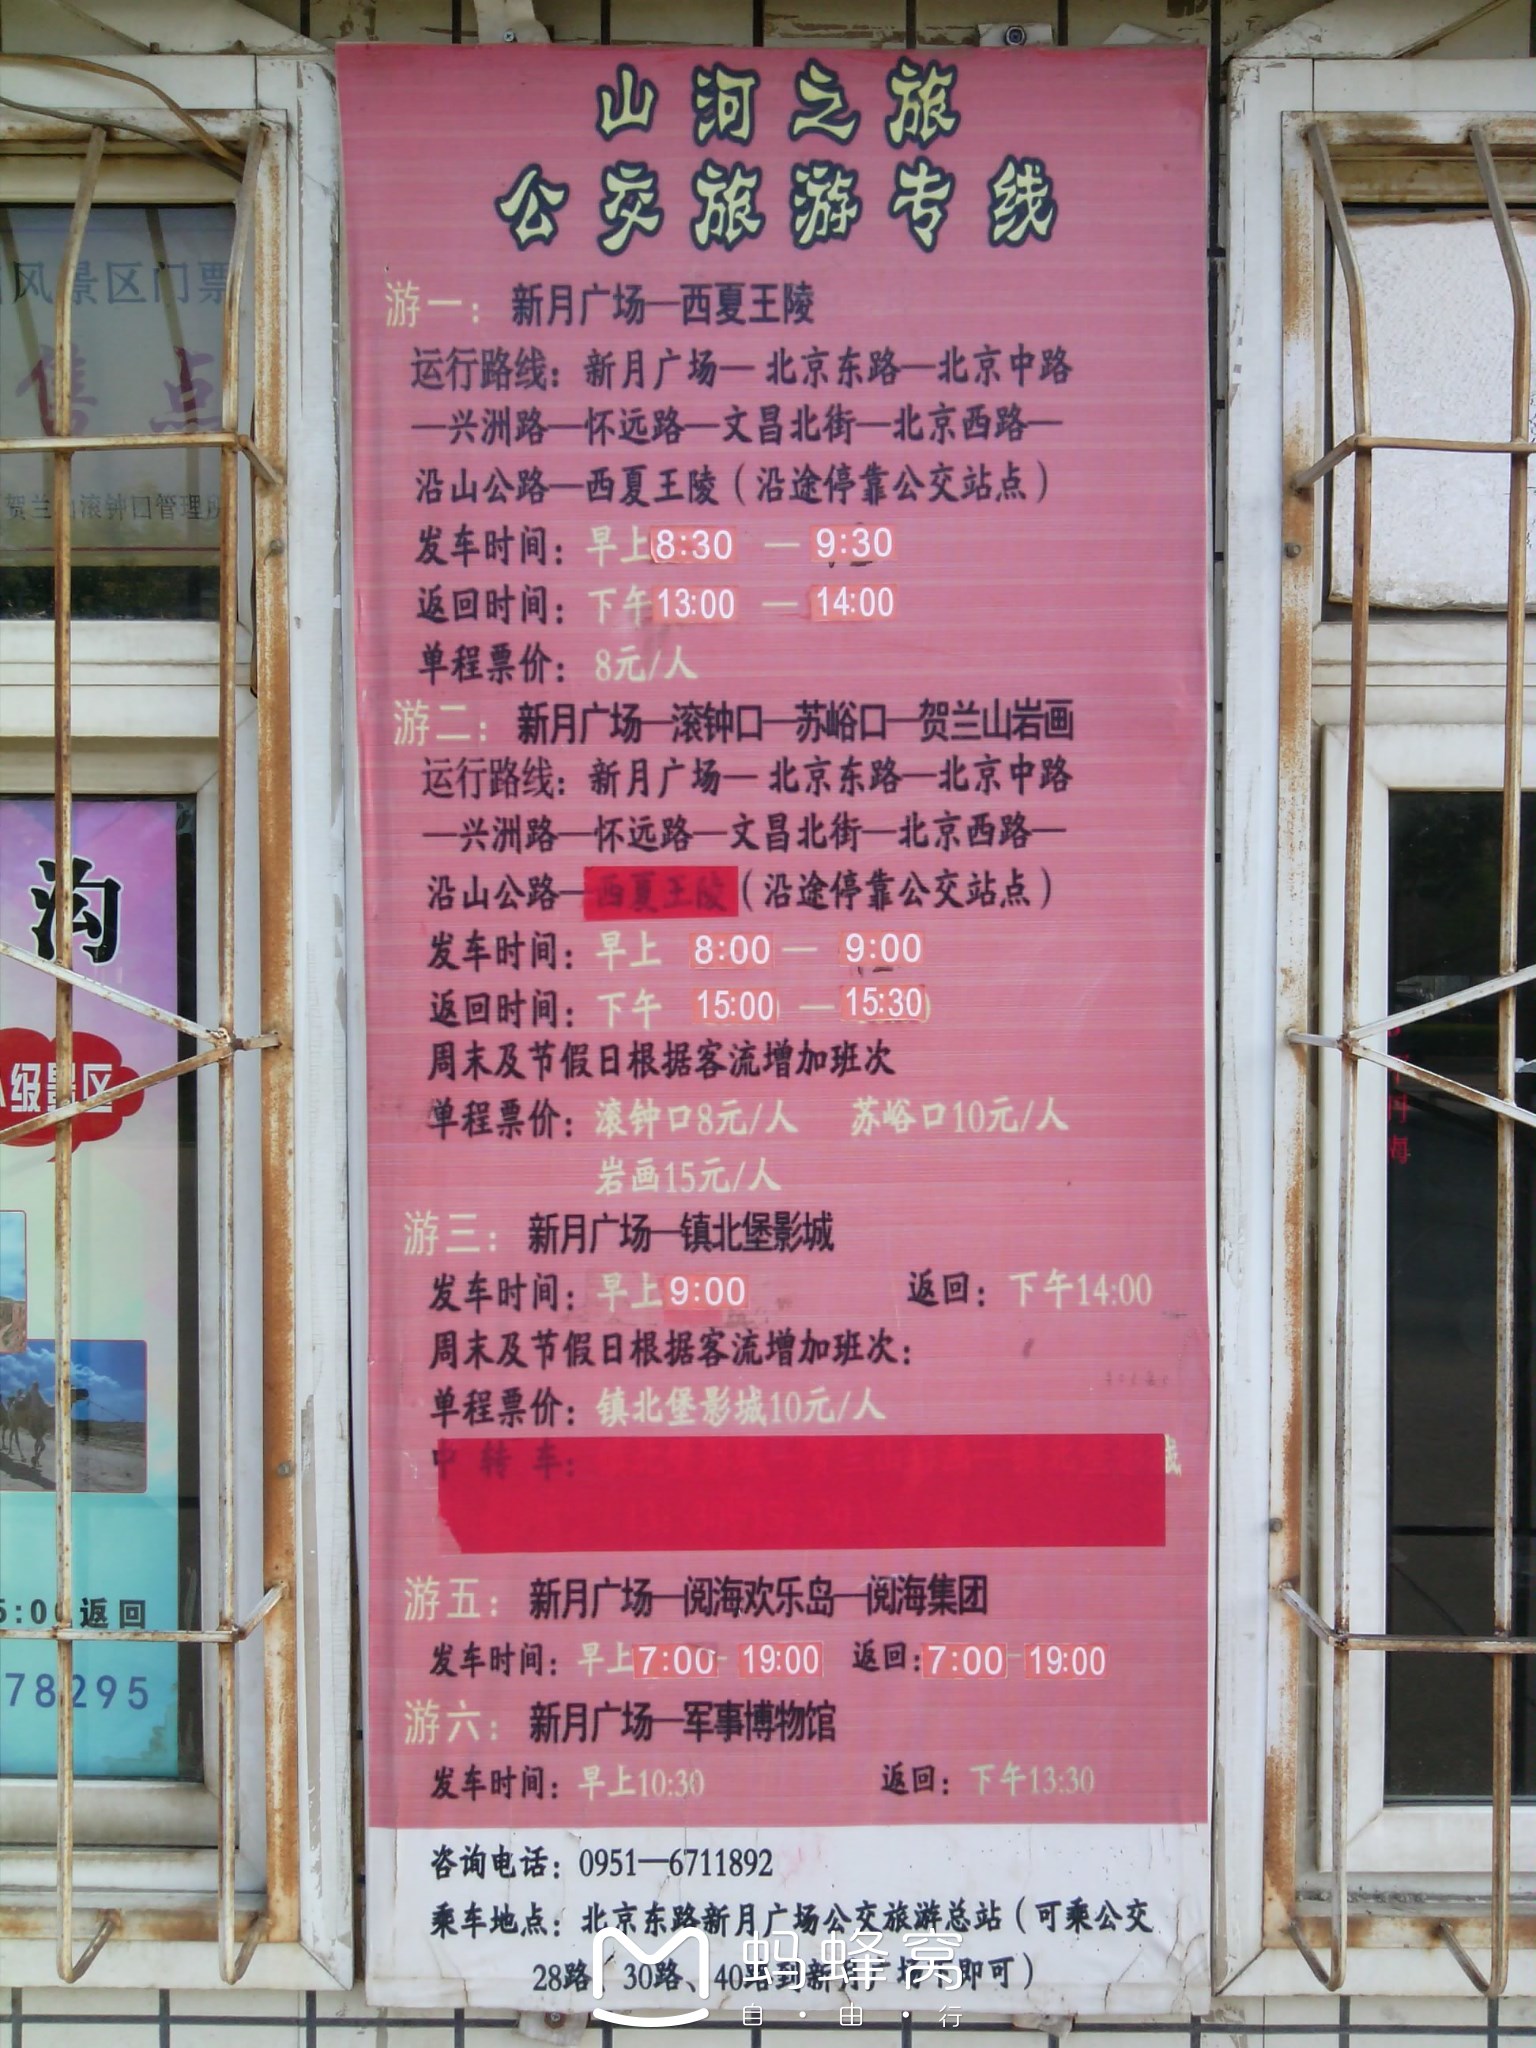 山河之旅
公交旅游专线
游一：新月广场—西夏王陵
运行路线：新月广场—北京东路—北京中路
—兴洲路—怀远路—文昌北街—北京西路—
沿山公路—西夏王陵（沿途停靠公交站点）
发车时间：早上8:30 — 9:30
返回时间：下午13:00 — 14:00
单程票价：8元/人
游二：新月广场—滚钟口—苏峪口—贺兰山岩画
运行路线：新月广场—北京东路—北京中路
—兴洲路—怀远路—文昌北街—北京西路—
沿山公路—西夏王陵（沿途停靠公交站点）
发车时间：早上 8:00 — 9:00
返回时间：下午 15:00 — 15:30
周末及节假日根据客流增加班次
单程票价：滚钟口8元/人 苏峪口10元/人
岩画15元/人
游三：新月广场—镇北堡影城
发车时间：早上9:00 返回：下午14:00
周末及节假日根据客流增加班次：
单程票价：镇北堡影城10元/人
中转车：
游五：新月广场—阅海欢乐岛—阅海集团
发车时间：早上7:00-19:00 返回:7:00-19:00
游六：新月广场—军事博物馆
发车时间：早上10:30 返回：下午13:30
咨询电话：0951—6711892
乘车地点：北京东路新月广场公交旅游总站（可乘公交
28路、30路、40路到新月广场下即可）
风景区门票
售点
贺兰山滚钟口管理所
沟
级景区
5:00返回
78295
蚂蜂窝
自·由·行